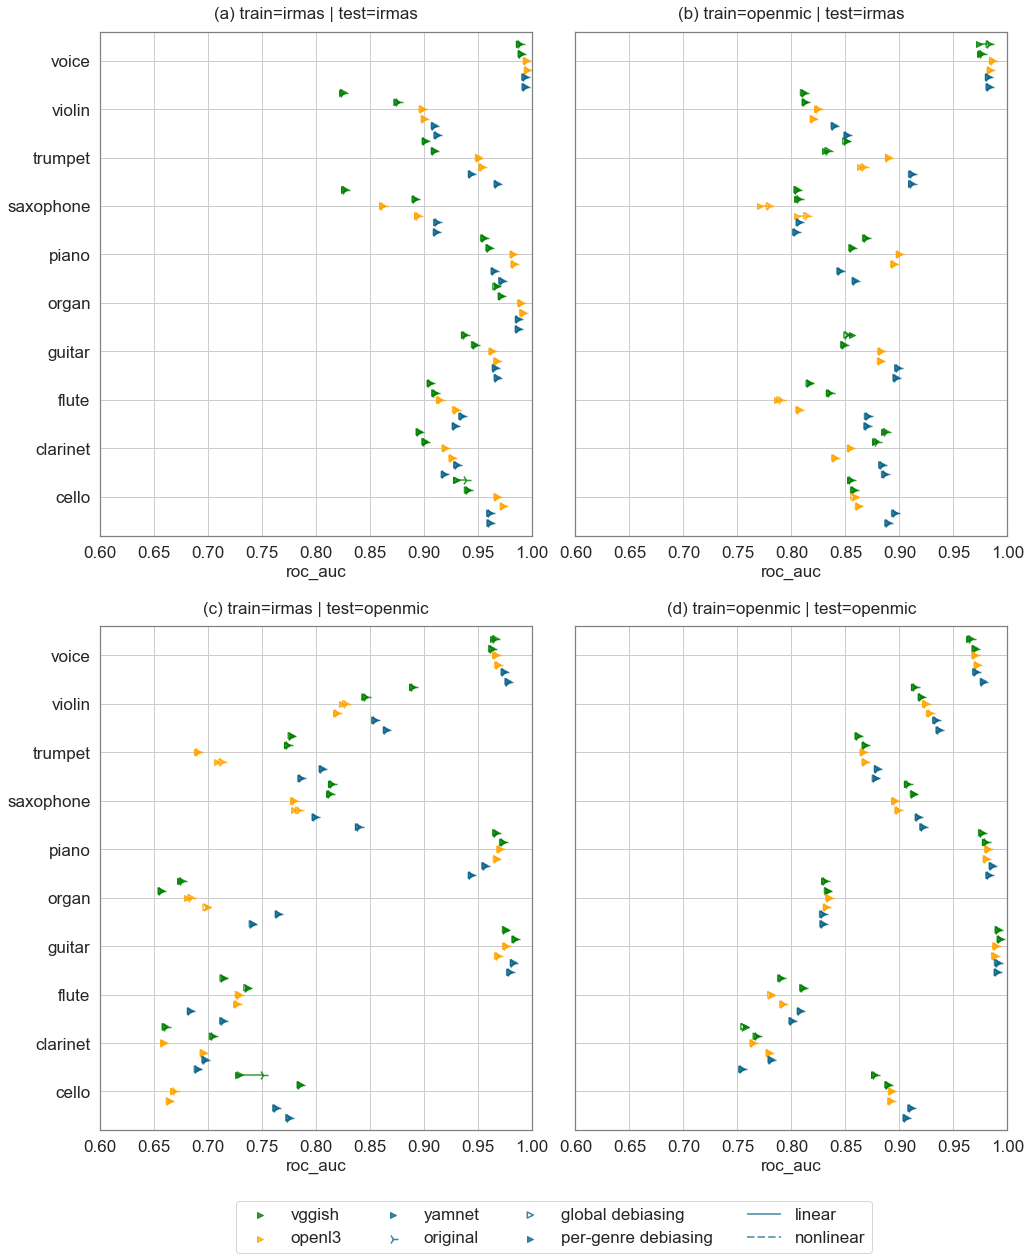 (a) train=irmas | test=irmas
(b) train=openmic | test=irmas
voice
violin
trumpet
saxophone
piano
organ
guitar
flute
clarinet
cello
0.60 0.65 0.70 0.75 0.80 0.85 0.90 0.95 1.00
roc_auc
0.60 0.65 0.70 0.75 0.80 0.85 0.90 0.95 1.00
roc_auc
(c) train=irmas | test=openmic
(d) train=openmic | test=openmic
voice
violin
trumpet
saxophone
piano
organ
guitar
flute
clarinet
cello
0.60 0.65 0.70 0.75 0.80 0.85 0.90 0.95 1.00
roc_auc
0.60 0.65 0.70 0.75 0.80 0.85 0.90 0.95 1.00
roc_auc
vggish yamnet global debiasing linear
openl3 original per-genre debiasing nonlinear